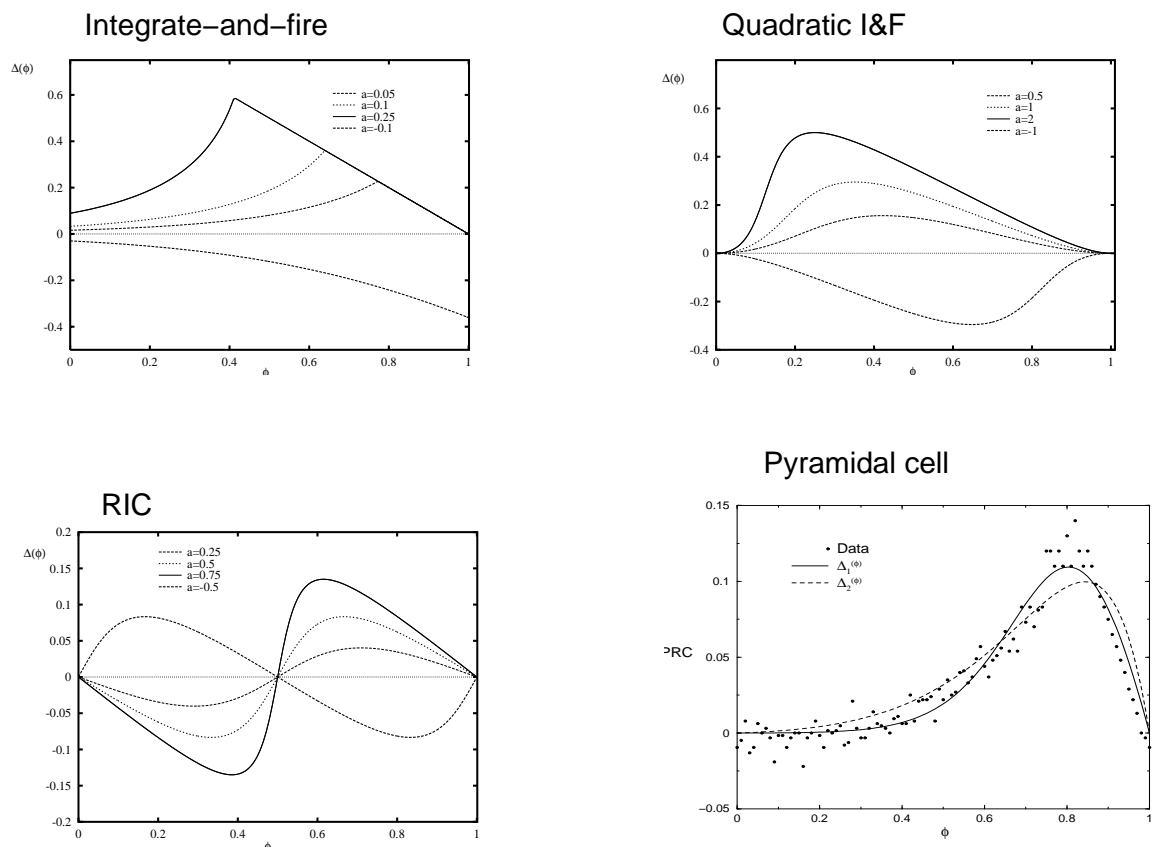 Integrate−and−fire
Δ(ϕ)
0.6
0.4
0.2
0
-0.2
-0.4
a=0.05
a=0.1
a=0.25
a=-0.1
0 0.2 0.4 0.6 0.8 1
ϕ
Quadratic I&F
Δ(ϕ)
0.6
0.4
0.2
0
-0.2
-0.4
a=0.5
a=1
a=2
a=-1
0 0.2 0.4 0.6 0.8 1
ϕ
RIC
Δ(ϕ)
0.2
0.15
0.1
0.05
0
-0.05
-0.1
-0.15
-0.2
a=0.25
a=0.5
a=0.75
a=-0.5
0 0.2 0.4 0.6 0.8 1
ϕ
Pyramidal cell
PRC
0.15
0.1
0.05
0
−0.05
Data
Δ₁(ϕ)
Δ₂(ϕ)
0 0.2 0.4 0.6 0.8 1
ϕ